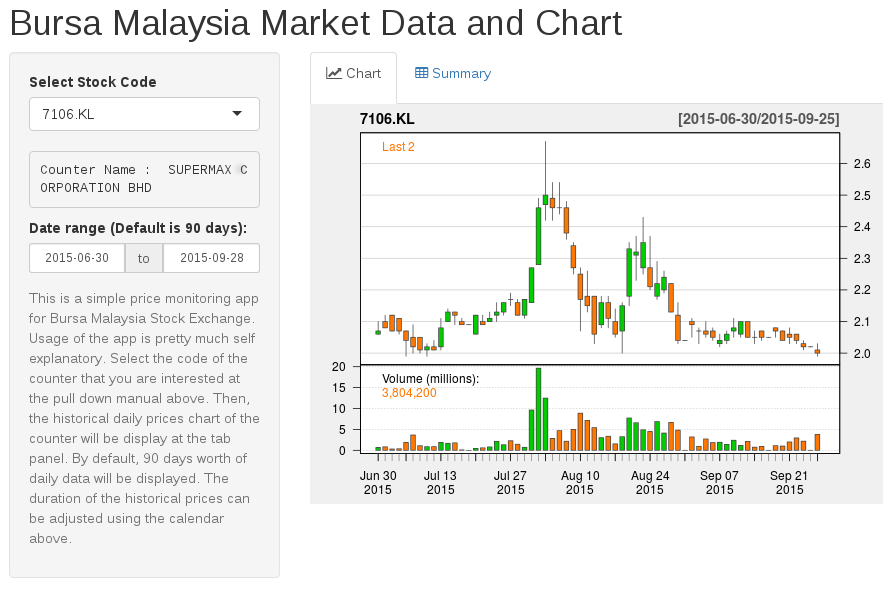 Bursa Malaysia Market Data and Chart
Select Stock Code
7106.KL
Counter Name :  SUPERMAX C
ORPORATION BHD
Date range (Default is 90 days):
2015-06-30 to 2015-09-28
This is a simple price monitoring app
for Bursa Malaysia Stock Exchange.
Usage of the app is pretty much self
explanatory. Select the code of the
counter that you are interested at
the pull down manual above. Then,
the historical daily prices chart of the
counter will be display at the tab
panel. By default, 90 days worth of
daily data will be displayed. The
duration of the historical prices can
be adjusted using the calendar
above.
Chart Summary
7106.KL [2015-06-30/2015-09-25]
Last 2
2.6
2.5
2.4
2.3
2.2
2.1
2.0
Volume (millions):
3,804,200
20
15
10
5
0
Jun 30 Jul 13 Jul 27 Aug 10 Aug 24 Sep 07 Sep 21
2015 2015 2015 2015 2015 2015 2015